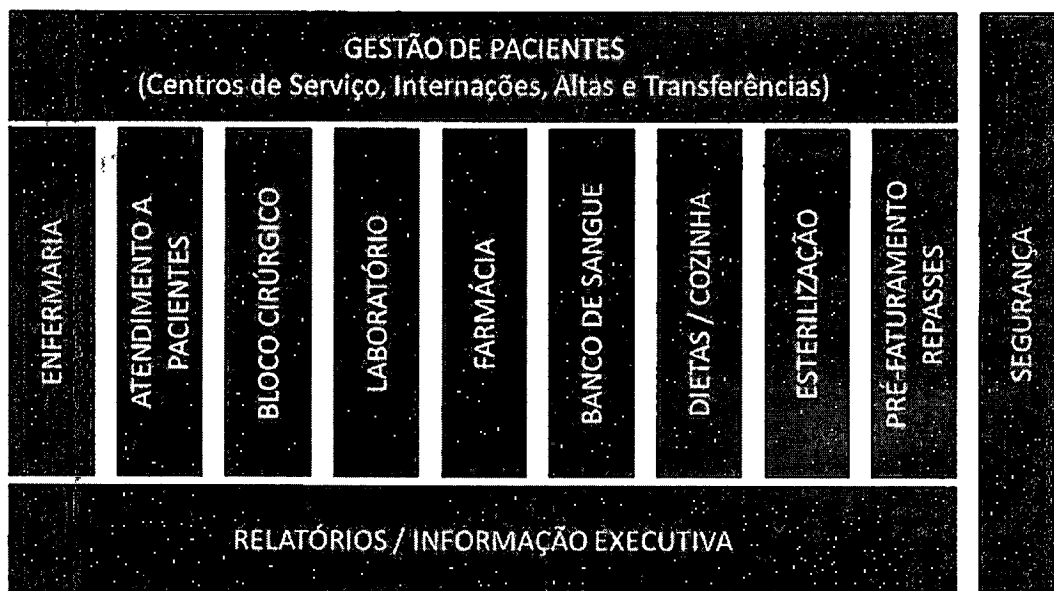 GESTÃO DE PACIENTES
(Centros de Serviço, Internações, Altas e Transferências)
ENFERMARIA
ATENDIMENTO A
PACIENTES
BLOCO CIRÚRGICO
LABORATÓRIO
FARMÁCIA
BANCO DE SANGUE
DIETAS / COZINHA
ESTERILIZAÇÃO
PRÉ-FATURAMENTO
REPASSES
SEGURANÇA
RELATÓRIOS / INFORMAÇÃO EXECUTIVA